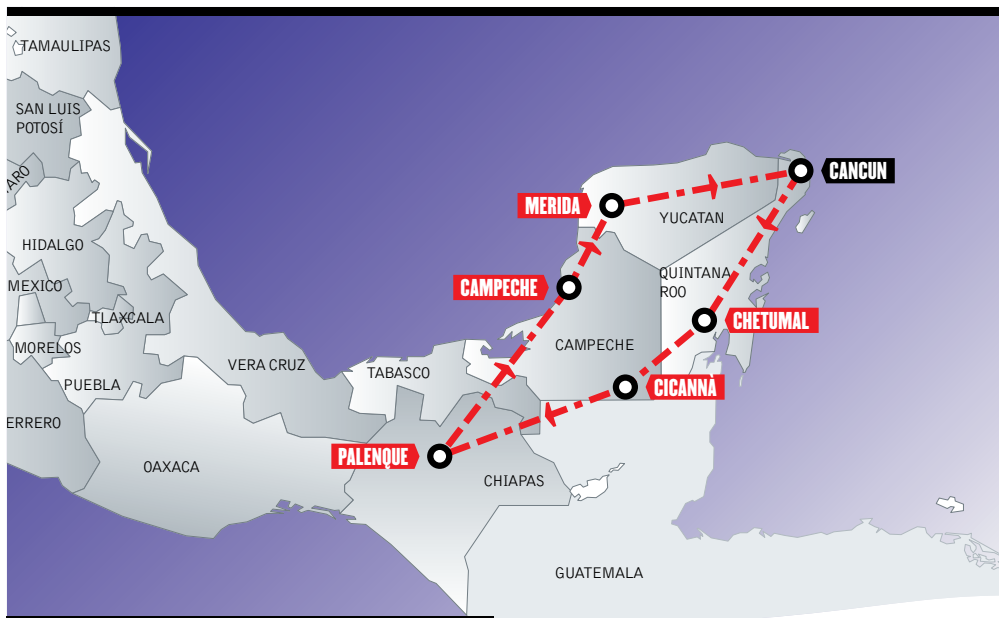 TAMAULIPAS
SAN LUIS
POTOSÍ
ARO
HIDALGO
MEXICO
TLAXCALA
MORELOS
PUEBLA
ERRERO
OAXACA
VERA CRUZ
TABASCO
CHIAPAS
GUATEMALA
CAMPECHE
YUCATAN
QUINTANA
ROO
CANCUN
MERIDA
CAMPECHE
CHETUMAL
CICANNÀ
PALENQUE